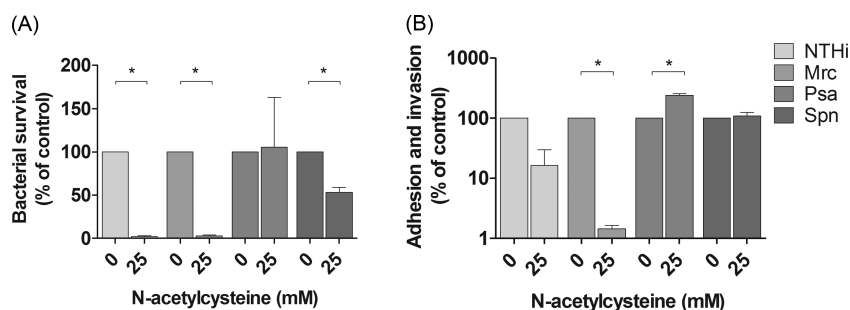 (A)
Bacterial survival
(% of control)
200
150
100
50
0
* * *
0 25 0 25 0 25 0 25
N-acetylcysteine (mM)
(B)
Adhesion and invasion
(% of control)
1000
100
10
1
* *
0 25 0 25 0 25 0 25
N-acetylcysteine (mM)
NTHi
Mrc
Psa
Spn